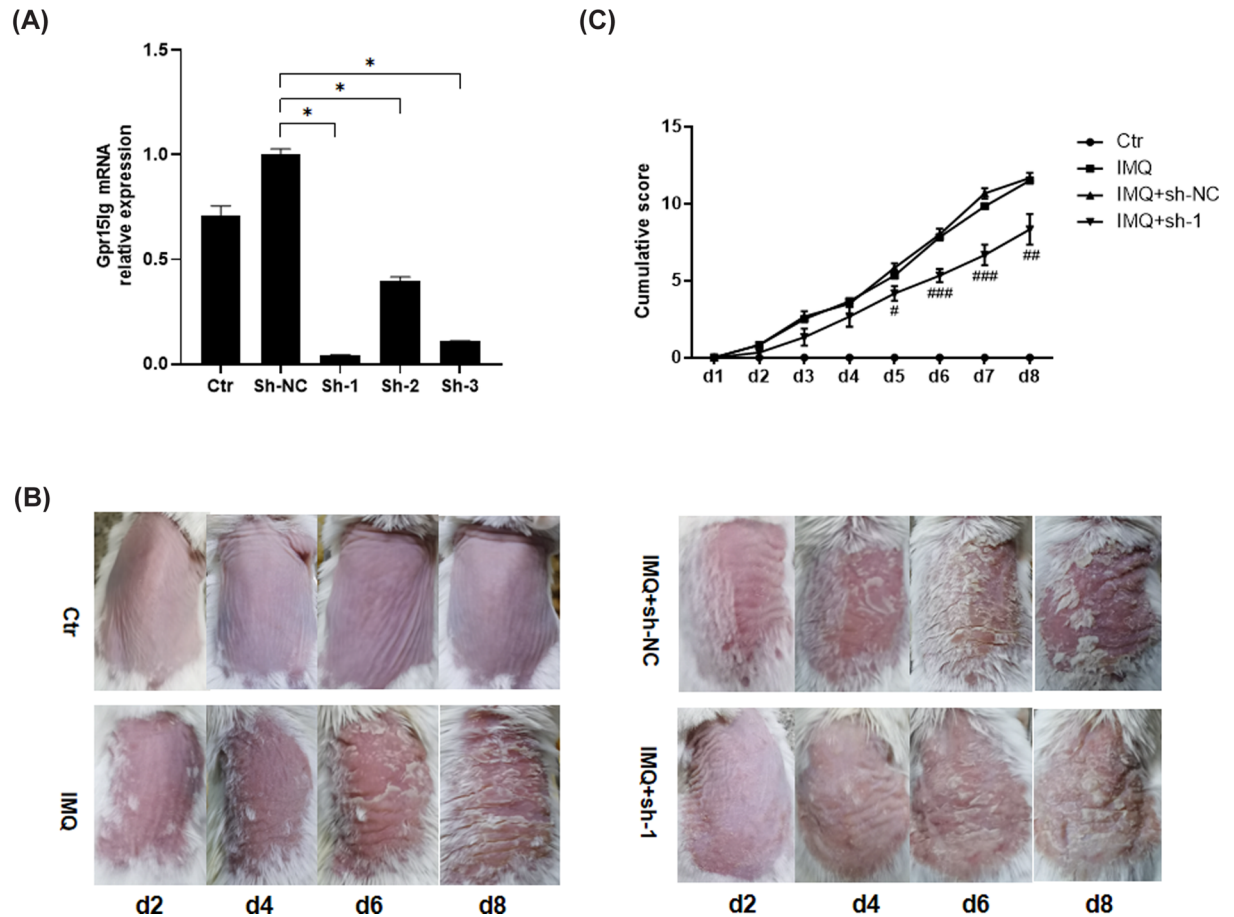 (A)
Gpr15lg mRNA
relative expression
1.5
1.0
0.5
0.0
*
*
*
Ctr Sh-NC Sh-1 Sh-2 Sh-3
(C)
Cumulative score
15
10
5
0
d1 d2 d3 d4 d5 d6 d7 d8
#
###
###
##
Ctr
IMQ
IMQ+sh-NC
IMQ+sh-1
(B)
Ctr
IMQ
d2 d4 d6 d8
IMQ+sh-NC
IMQ+sh-1
d2 d4 d6 d8